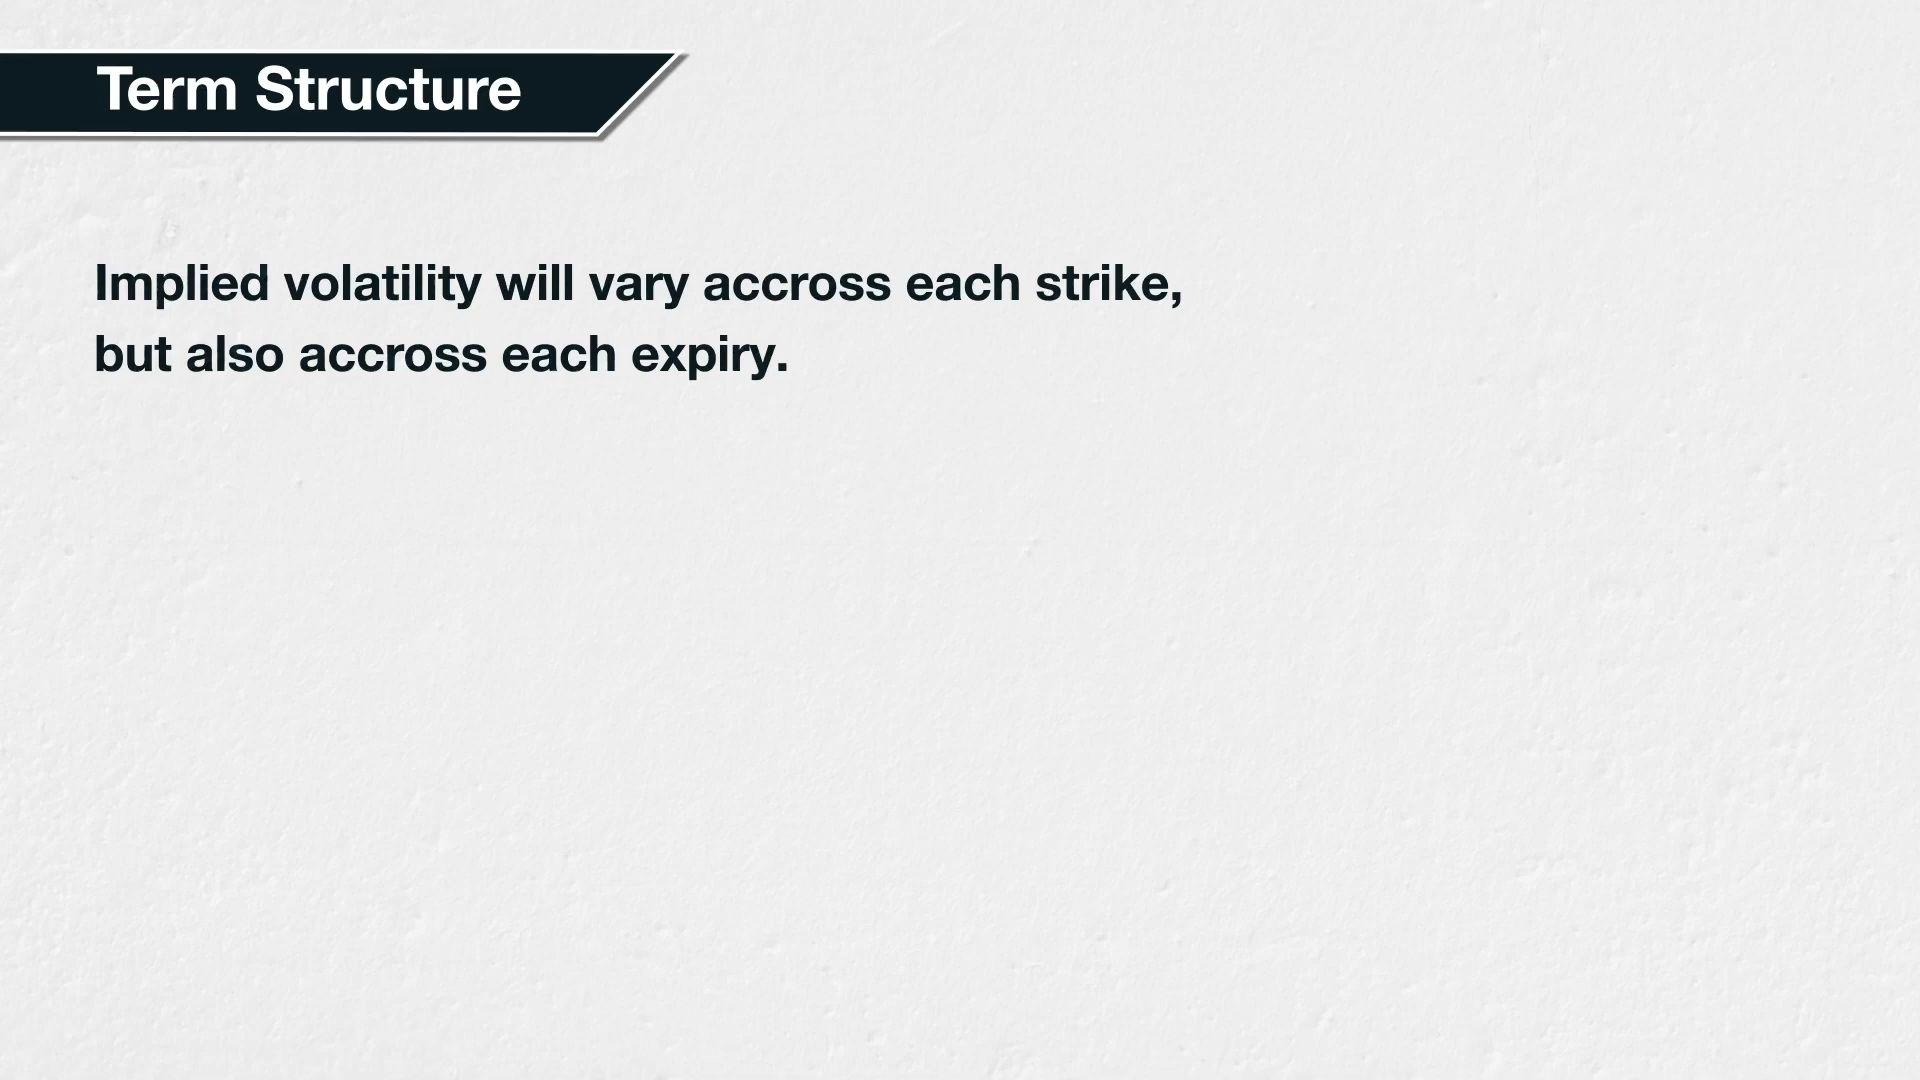 Term Structure
Implied volatility will vary accross each strike,
but also accross each expiry.